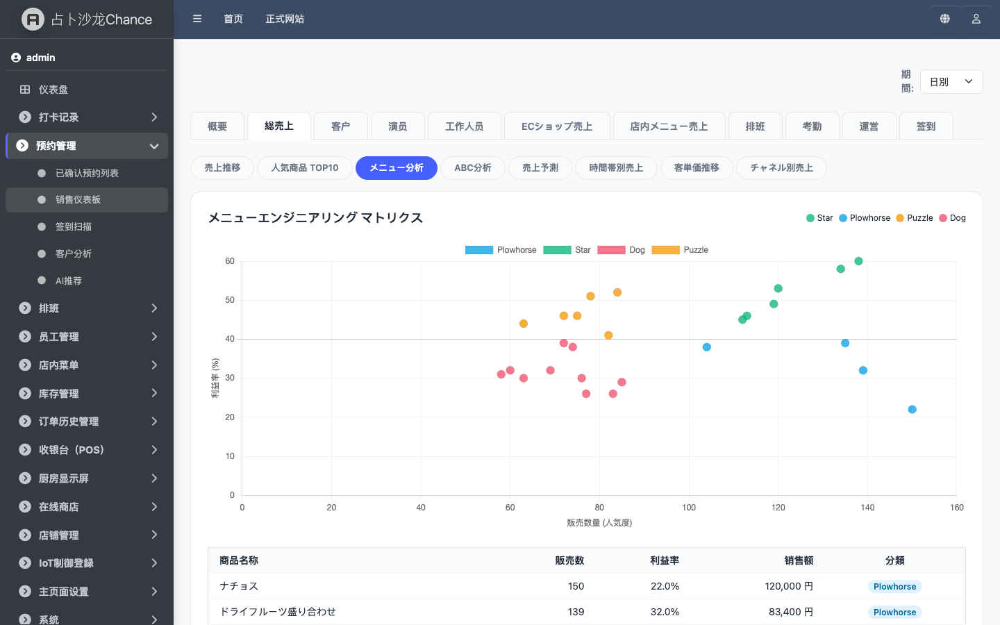 占卜沙龙Chance
首页
正式网站
admin
仪表盘
打卡记录
预约管理
已确认预约列表
销售仪表板
签到扫描
客户分析
AI推荐
排班
员工管理
店内菜单
库存管理
订单历史管理
收银台（POS）
厨房显示屏
在线商店
店铺管理
IoT制御登録
主页面设置
系统
期間:
日別
概要
総売上
客户
演员
工作人员
ECショップ売上
店内メニュー売上
排班
考勤
運営
签到
売上推移
人気商品 TOP10
メニュー分析
ABC分析
売上予測
時間帯別売上
客単価推移
チャネル別売上
メニューエンジニアリング マトリクス
Star
Plowhorse
Puzzle
Dog
Plowhorse
Star
Dog
Puzzle
60
50
40
30
20
10
0
利益率 (%)
0
20
40
60
80
100
120
140
160
販売数量 (人気度)
商品名称 販売数 利益率 销售额 分類
ナチョス 150 22.0% 120,000 円 Plowhorse
ドライフルーツ盛り合わせ 139 32.0% 83,400 円 Plowhorse